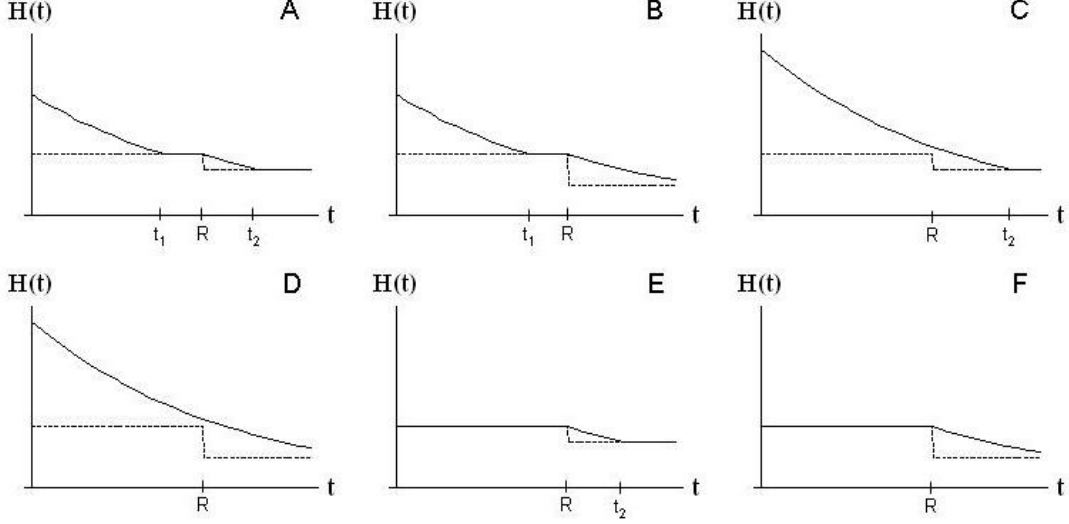 H(t) A
t₁ R t₂ t
H(t) B
t₁ R t
H(t) C
R t₂ t
H(t) D
R t
H(t) E
R t₂ t
H(t) F
R t